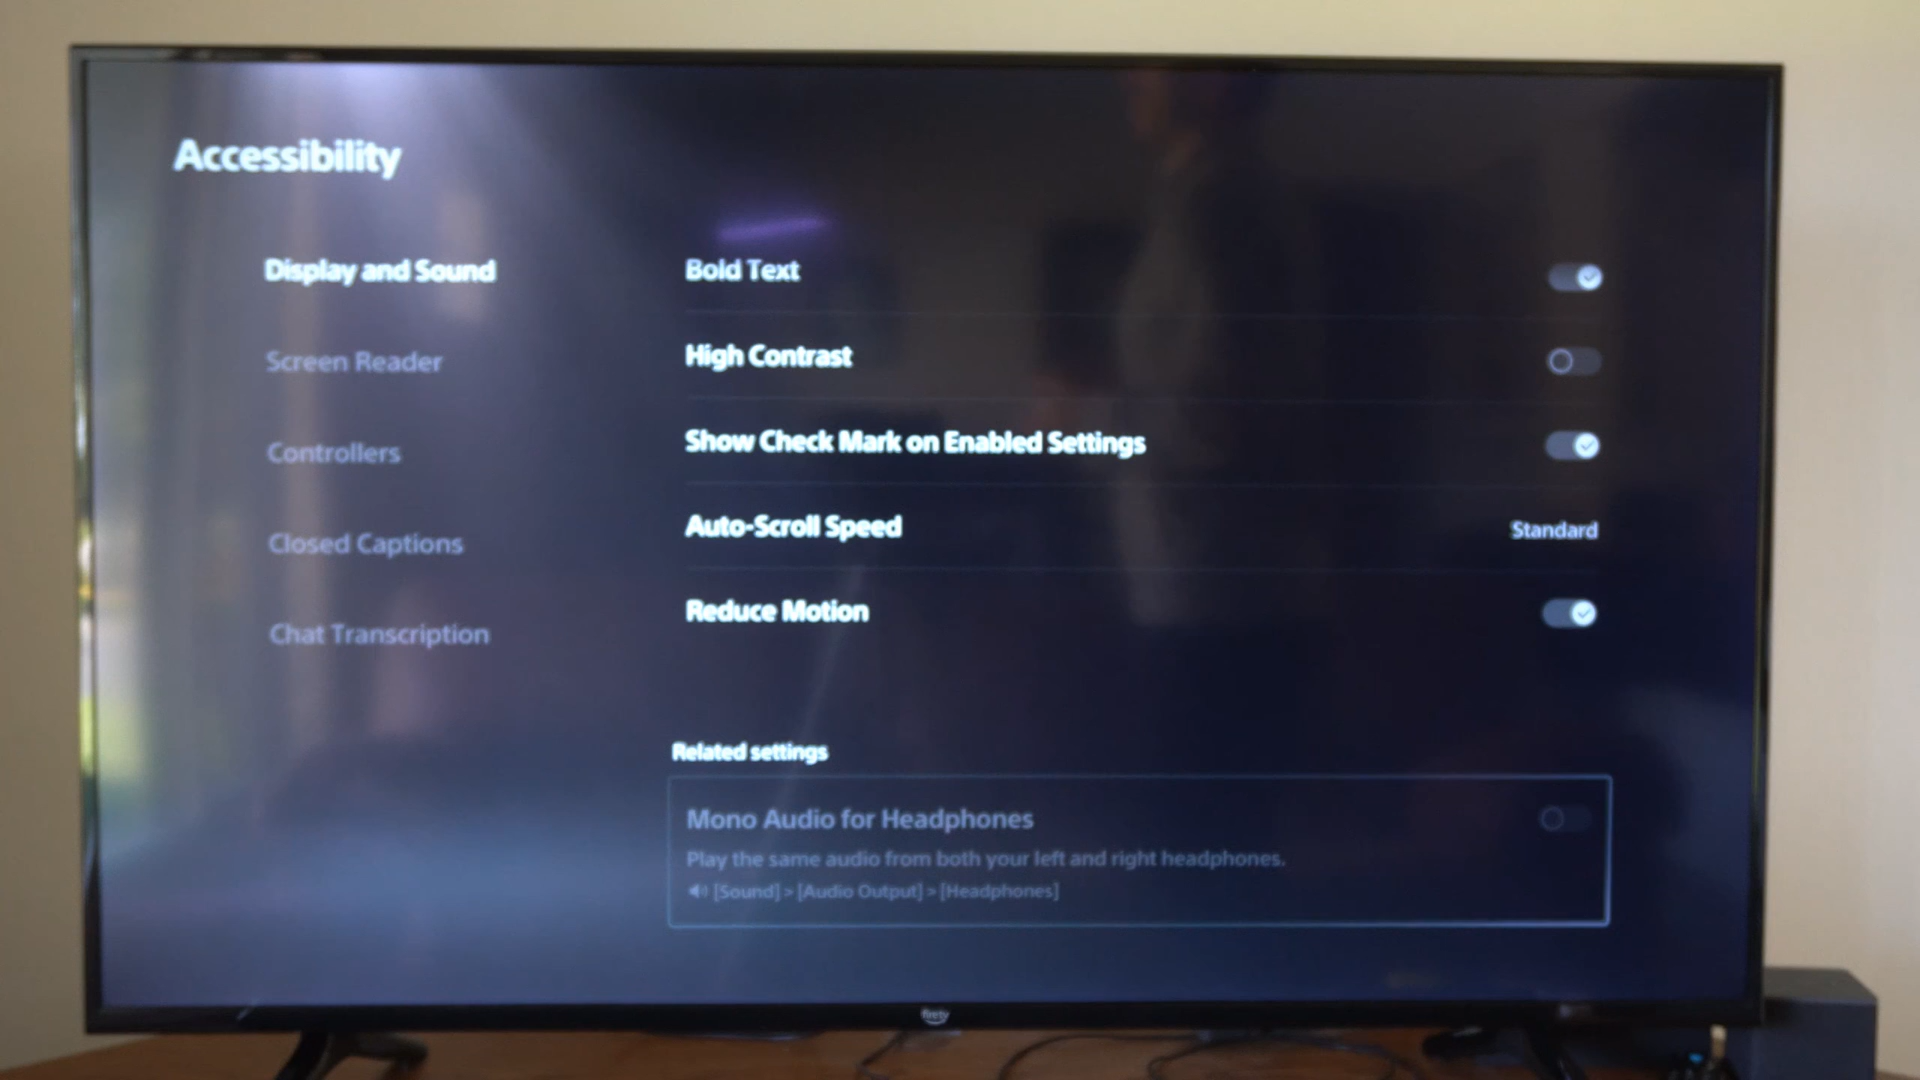 Accessibility
Display and Sound
Screen Reader
Controllers
Closed Captions
Chat Transcription
Bold Text
High Contrast
Show Check Mark on Enabled Settings
Auto-Scroll Speed
Standard
Reduce Motion
Related settings
Mono Audio for Headphones
Play the same audio from both your left and right headphones.
[Sound] > [Audio Output] > [Headphones]
firetv